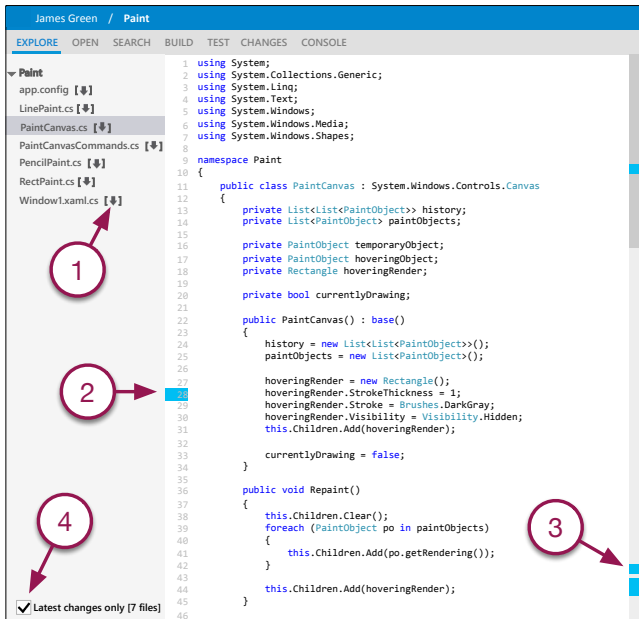 James Green / Paint
EXPLORE OPEN SEARCH BUILD TEST CHANGES CONSOLE
Paint
app.config [⬇]
LinePaint.cs [⬇]
PaintCanvas.cs [⬇]
PaintCanvasCommands.cs [⬇]
PencilPaint.cs [⬇]
RectPaint.cs [⬇]
Window1.xaml.cs [⬇]
1
2
3
4
Latest changes only [7 files]
1 using System;
2 using System.Collections.Generic;
3 using System.Linq;
4 using System.Text;
5 using System.Windows;
6 using System.Windows.Media;
7 using System.Windows.Shapes;
8
9 namespace Paint
10 {
11 public class PaintCanvas : System.Windows.Controls.Canvas
12 {
13 private List<List<PaintObject>> history;
14 private List<PaintObject> paintObjects;
15
16 private PaintObject temporaryObject;
17 private PaintObject hoveringObject;
18 private Rectangle hoveringRender;
19
20 private bool currentlyDrawing;
21
22 public PaintCanvas() : base()
23 {
24 history = new List<List<PaintObject>>();
25 paintObjects = new List<PaintObject>();
26
27 hoveringRender = new Rectangle();
28 hoveringRender.StrokeThickness = 1;
29 hoveringRender.Stroke = Brushes.DarkGray;
30 hoveringRender.Visibility = Visibility.Hidden;
31 this.Children.Add(hoveringRender);
32
33 currentlyDrawing = false;
34 }
35
36 public void Repaint()
37 {
38 this.Children.Clear();
39 foreach (PaintObject po in paintObjects)
40 {
41 this.Children.Add(po.getRendering());
42 }
43
44 this.Children.Add(hoveringRender);
45 }
46